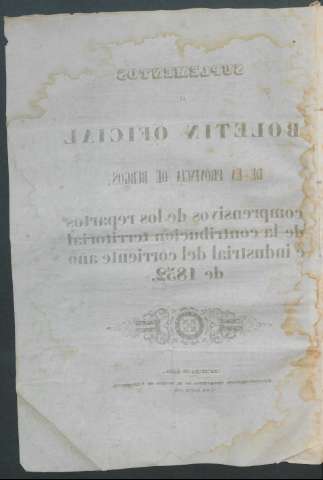 SUPLEMENTOS
AL
BOLETIN OFICIAL
DE LA PROVINCIA DE BURGOS,
comprensivos de los repartos
de la contribucion territorial
é industrial del corriente año
de 1852.